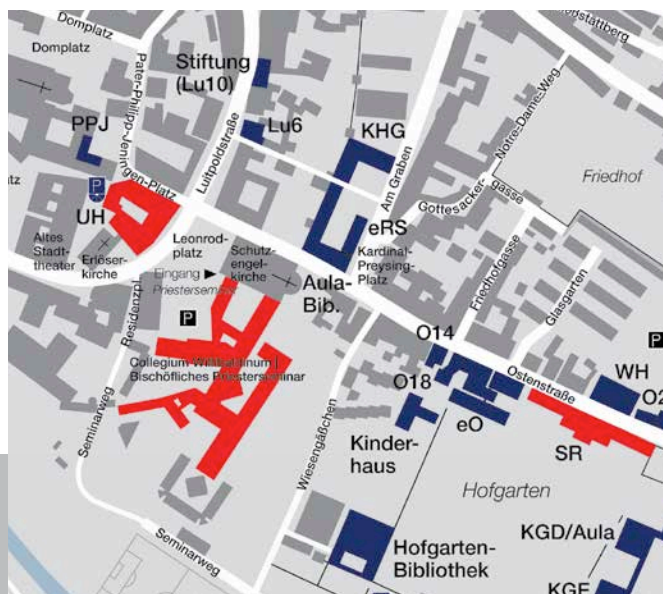 Domplatz
Domplatz
Pater-Philipp-Jeningen-Platz
Stiftung
(Lu10)
PPJ
Lu6
KHG
Luitpoldstraße
Am Graben
Notre-Dame-Weg
Friedhof
P
UH
Gottesackergasse
eRS
Altes
Stadt-
theater
Erlöser-
kirche
Leonrod-
platz
Schutz-
engel-
kirche
Kardinal-
Preysing-
Platz
Eingang
Priesterseminar
Aula-
Bib.
Friedhofgasse
Glasgarten
Residenzpl.
P
O14
P
Collegium Willibaldinum |
Bischöfliches Priesterseminar
O18
Ostenstraße
WH
eO
SR
Seminarweg
Wiesengäßchen
Kinder-
haus
Hofgarten
Seminarweg
Hofgarten-
Bibliothek
KGD/Aula